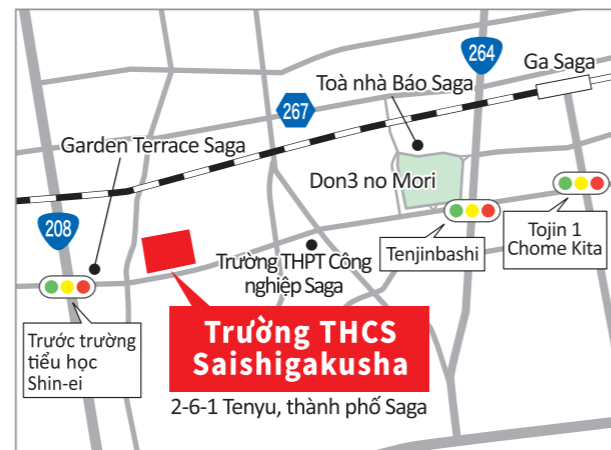 264
Ga Saga
Toà nhà Báo Saga
267
Garden Terrace Saga
Don3 no Mori
208
Tenjinbashi
Tojin 1
Chome Kita
Trường THPT Công
nghiệp Saga
Trước trường
tiểu học
Shin-ei
Trường THCS
Saishigakusha
2-6-1 Tenyu, thành phố Saga